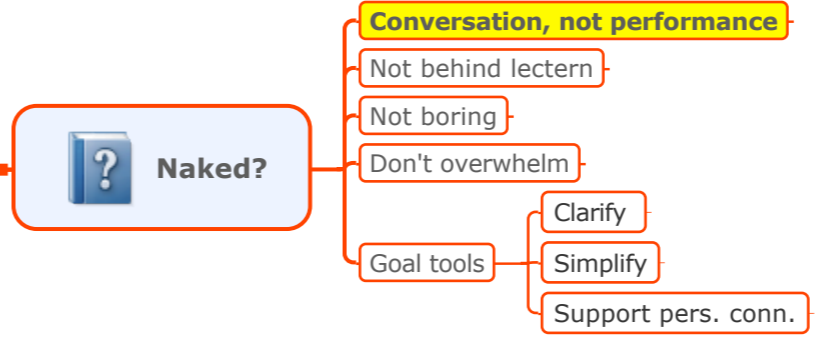 Conversation, not performance
Not behind lectern
Not boring
Naked?
Don't overwhelm
Clarify
Goal tools
Simplify
Support pers. conn.